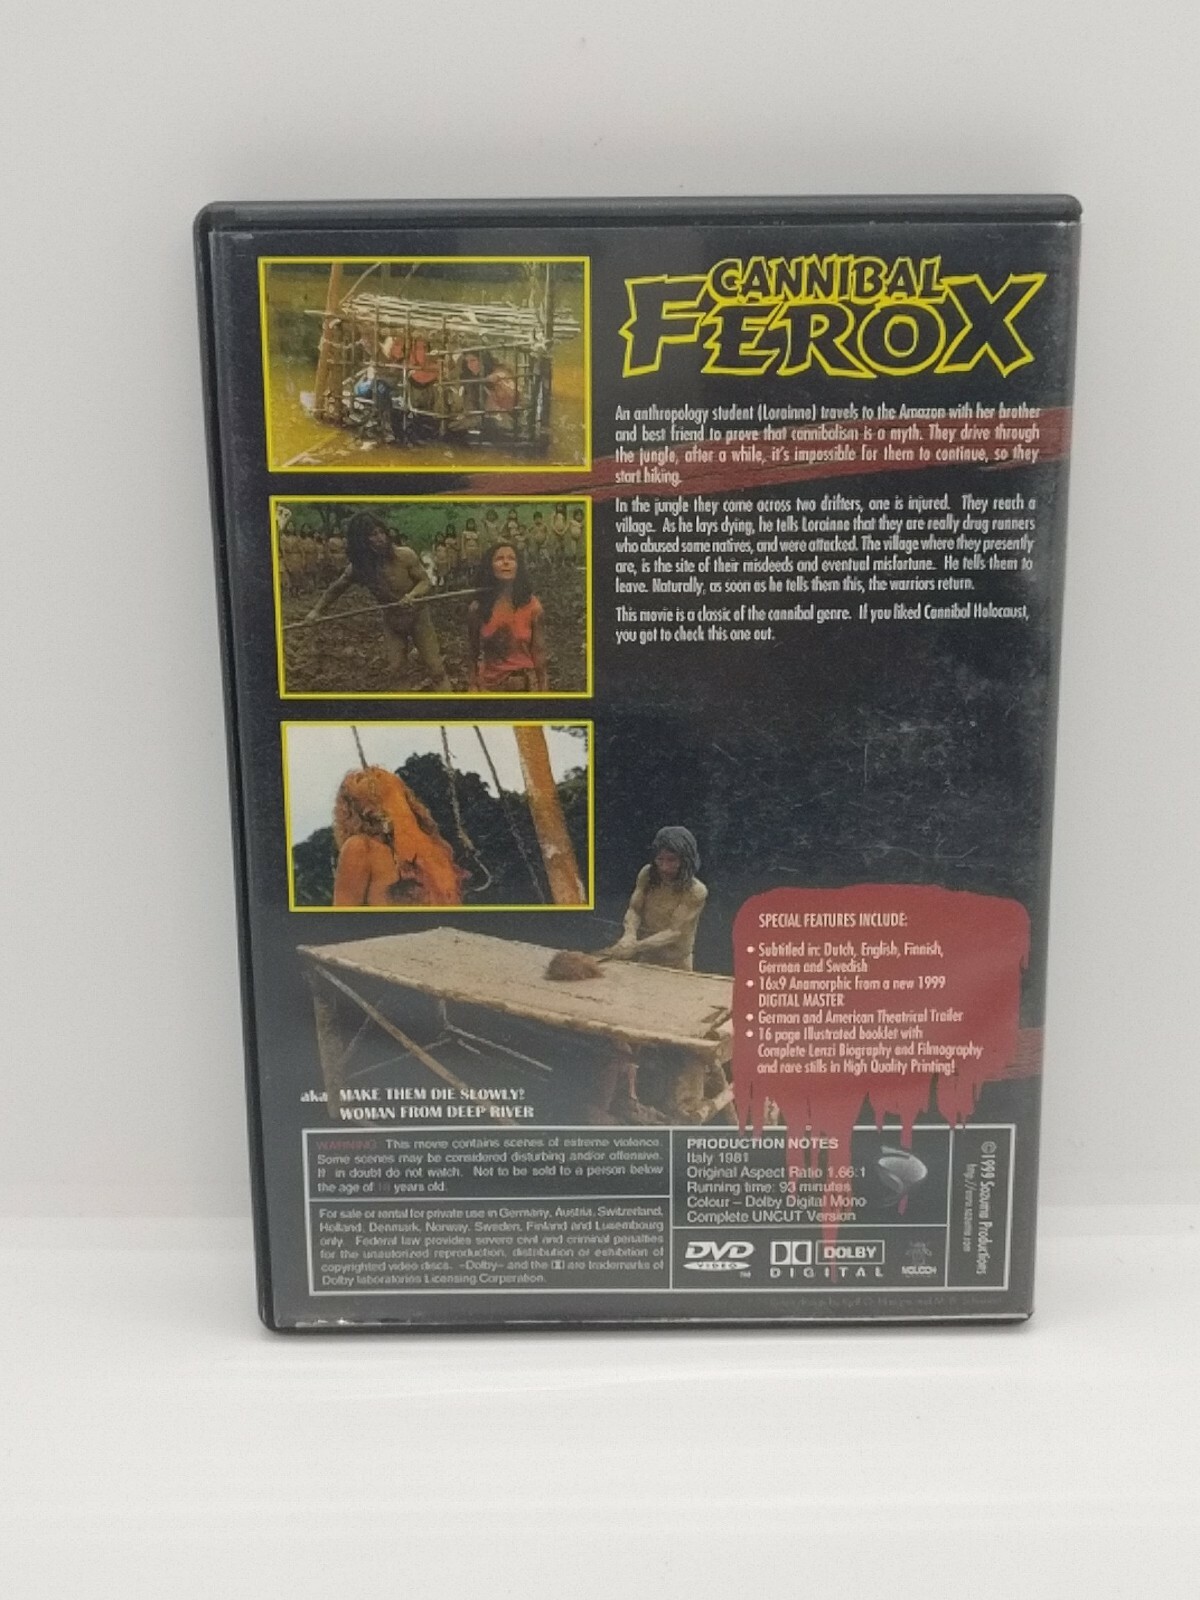 CANNIBAL
FEROX
An anthropology student (Lorainne) travels to the Amazon with her brother
and best friend to prove that cannibalism is a myth. They drive through
the jungle, after a while, it's impossible for them to continue, so they
start hiking.
In the jungle they come across two drifters, one is injured. They reach a
village. As he lays dying, he tells Lorainne that they are really drug runners
who abused some natives, and were attacked. The village where they presently
are, is the site of their misdeeds and eventual misfortune. He tells them to
leave. Naturally, as soon as he tells them this, the warriors return.
This movie is a classic of the cannibal genre. If you liked Cannibal Holocaust,
you got to check this one out.
SPECIAL FEATURES INCLUDE:
• Subtitled in: Dutch, English, Finnish,
German and Swedish
• 16x9 Anamorphic from a new 1999
DIGITAL MASTER
• German and American Theatrical Trailer
• 16 page Illustrated booklet with
Complete Lenzi Biography and Filmography
and rare stills in High Quality Printing!
aka MAKE THEM DIE SLOWLY!
WOMAN FROM DEEP RIVER
WARNING: This movie contains scenes of extreme violence.
Some scenes may be considered disturbing and/or offensive.
If in doubt do not watch. Not to be sold to a person below
the age of years old.
For sale or rental for private use in Germany, Austria, Switzerland,
Holland, Denmark, Norway, Sweden, Finland and Luxembourg
only. Federal law provides severe civil and criminal penalties
for the unautorized reproduction, distribution or exhibition of
copyrighted video discs. -Dolby- and the DD are trademarks of
Dolby laboratories Licensing Corporation.
PRODUCTION NOTES
Italy 1981
Original Aspect Ratio 1.66:1
Running time: 93 minutes
Colour – Dolby Digital Mono
Complete UNCUT Version
DVD
VIDEO
TM
DOLBY
DIGITAL
©1999 Sazuma Productions
http://www.sazuma.com